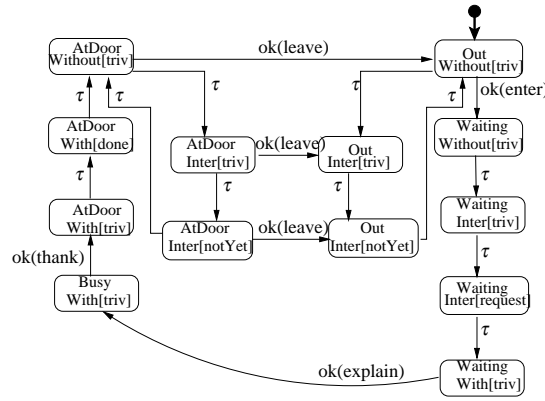 AtDoor
Without[triv]
ok(leave)
Out
Without[triv]
τ
τ
τ
τ
τ
ok(enter)
AtDoor
With[done]
Waiting
Without[triv]
AtDoor
Inter[triv]
ok(leave)
Out
Inter[triv]
τ
τ
τ
τ
AtDoor
With[triv]
Waiting
Inter[triv]
AtDoor
Inter[notYet]
ok(leave)
Out
Inter[notYet]
τ
ok(thank)
Busy
With[triv]
Waiting
Inter[request]
τ
ok(explain)
Waiting
With[triv]